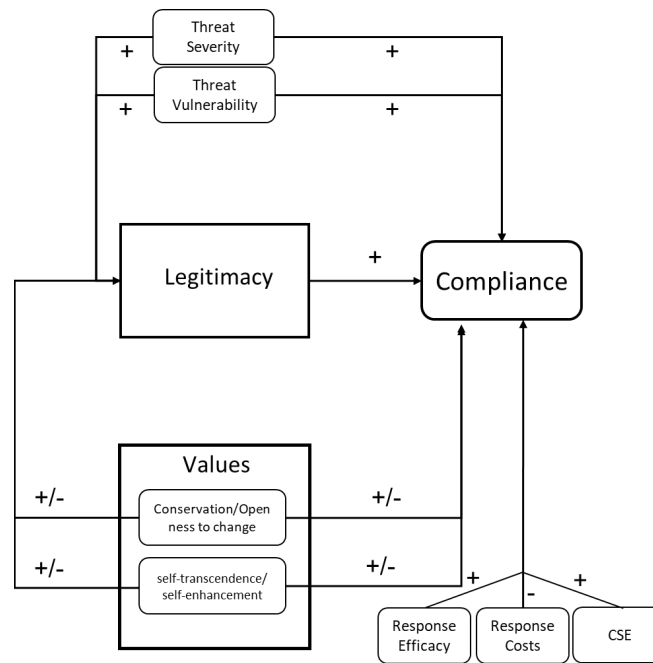 Threat
Severity
+
+
Threat
Vulnerability
+
+
Legitimacy
+
Compliance
Values
+/-
Conservation/Open
ness to change
+/-
+/-
self-transcendence/
self-enhancement
+/-
+
-
+
Response
Efficacy
Response
Costs
CSE